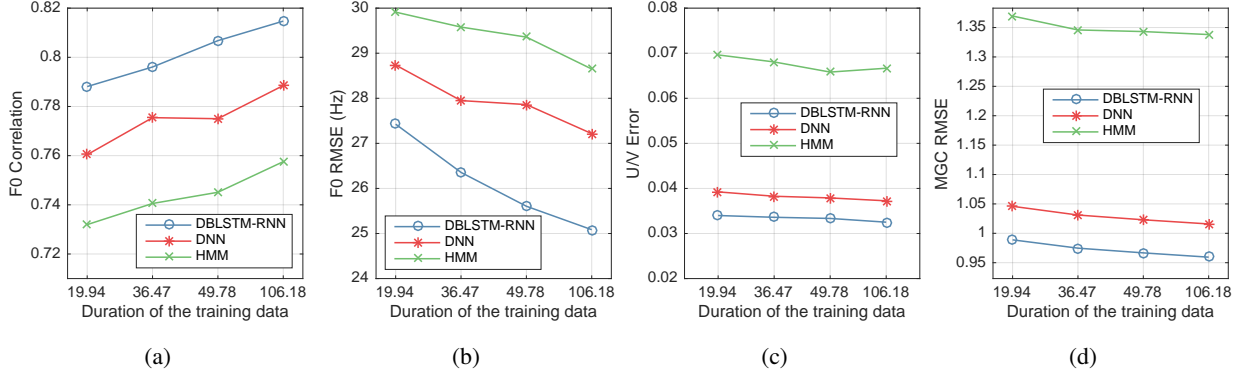 0.82
0.8
0.78
0.76
0.74
0.72
F0 Correlation
DBLSTM-RNN
DNN
HMM
19.94 36.47 49.78 106.18
Duration of the training data
(a)
30
29
28
27
26
25
24
F0 RMSE (Hz)
DBLSTM-RNN
DNN
HMM
19.94 36.47 49.78 106.18
Duration of the training data
(b)
0.08
0.07
0.06
0.05
0.04
0.03
0.02
U/V Error
DBLSTM-RNN
DNN
HMM
19.94 36.47 49.78 106.18
Duration of the training data
(c)
1.35
1.3
1.25
1.2
1.15
1.1
1.05
1
0.95
MGC RMSE
DBLSTM-RNN
DNN
HMM
19.94 36.47 49.78 106.18
Duration of the training data
(d)